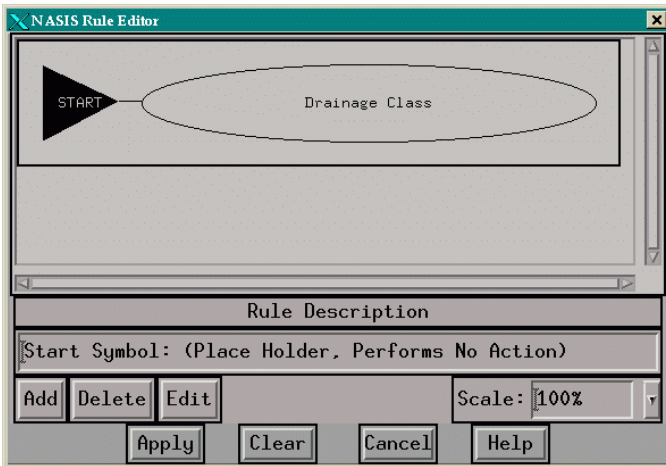 NASIS Rule Editor
START
Drainage Class
Rule Description
Start Symbol: (Place Holder, Performs No Action)
Add Delete Edit Scale: 100%
Apply Clear Cancel Help